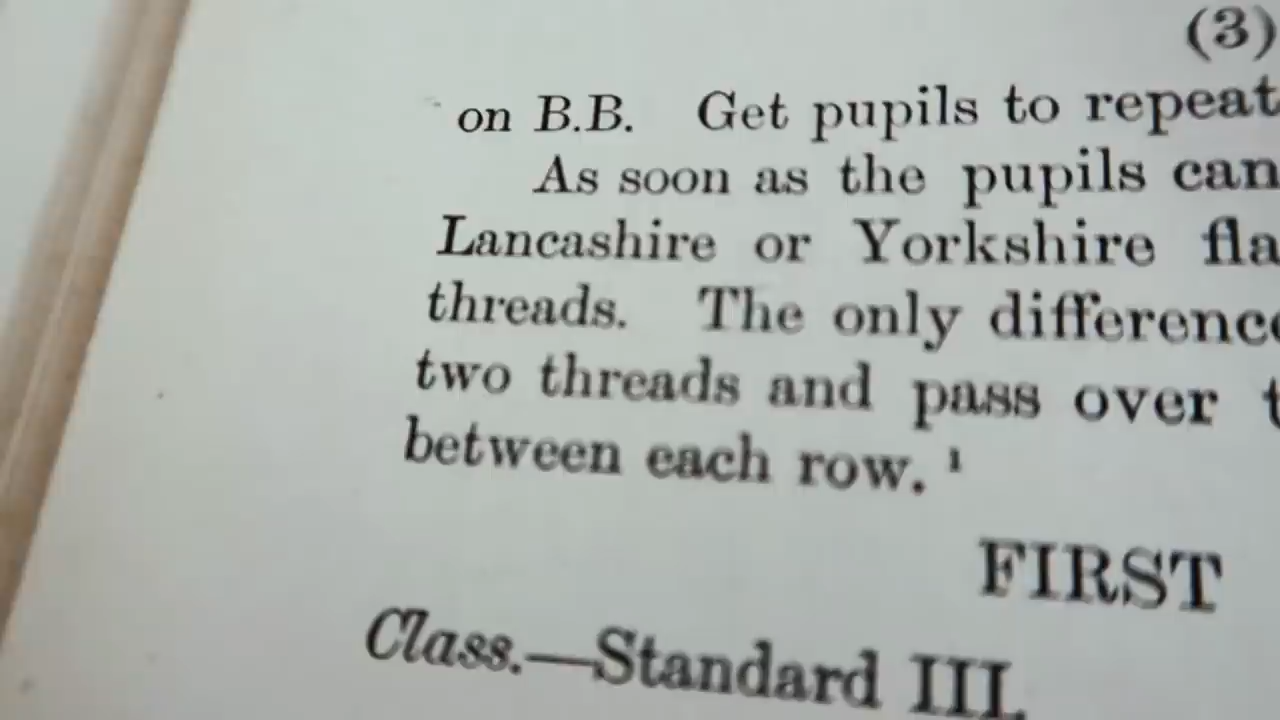 (3)
on B.B. Get pupils to repeat
As soon as the pupils can
Lancashire or Yorkshire fla
threads. The only differenc
two threads and pass over t
between each row. ¹
FIRST
Class.—Standard III.